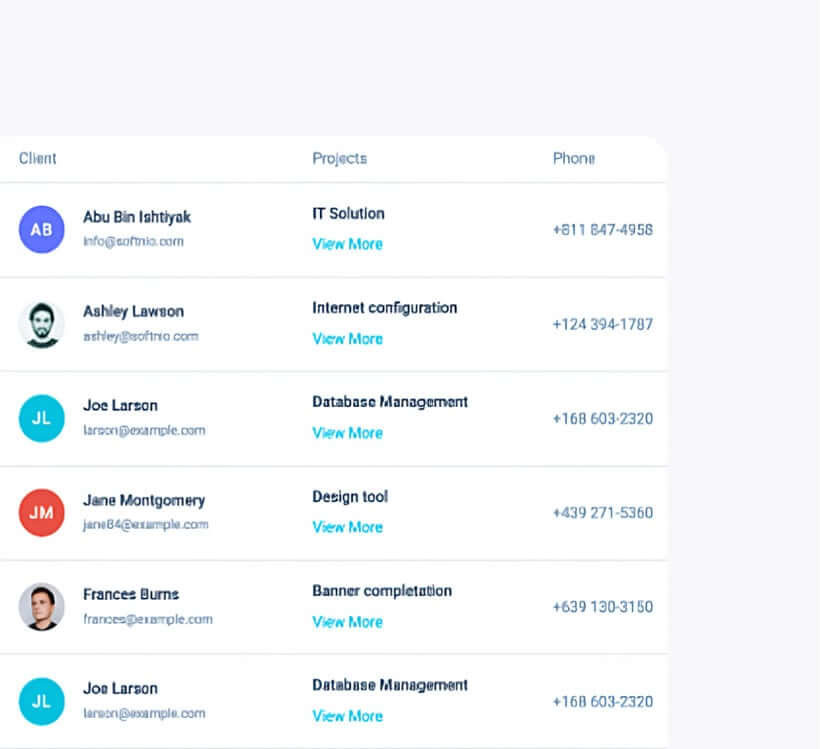 Client Projects Phone
AB Abu Bin Ishtiyak IT Solution +811 847-4958
info@softnio.com View More
Ashley Lawson Internet configuration +124 394-1787
ashley@softnio.com View More
JL Joe Larson Database Management +168 603-2320
larson@example.com View More
JM Jane Montgomery Design tool +439 271-5360
jane84@example.com View More
Frances Burns Banner completation +639 130-3150
frances@example.com View More
JL Joe Larson Database Management +168 603-2320
larson@example.com View More